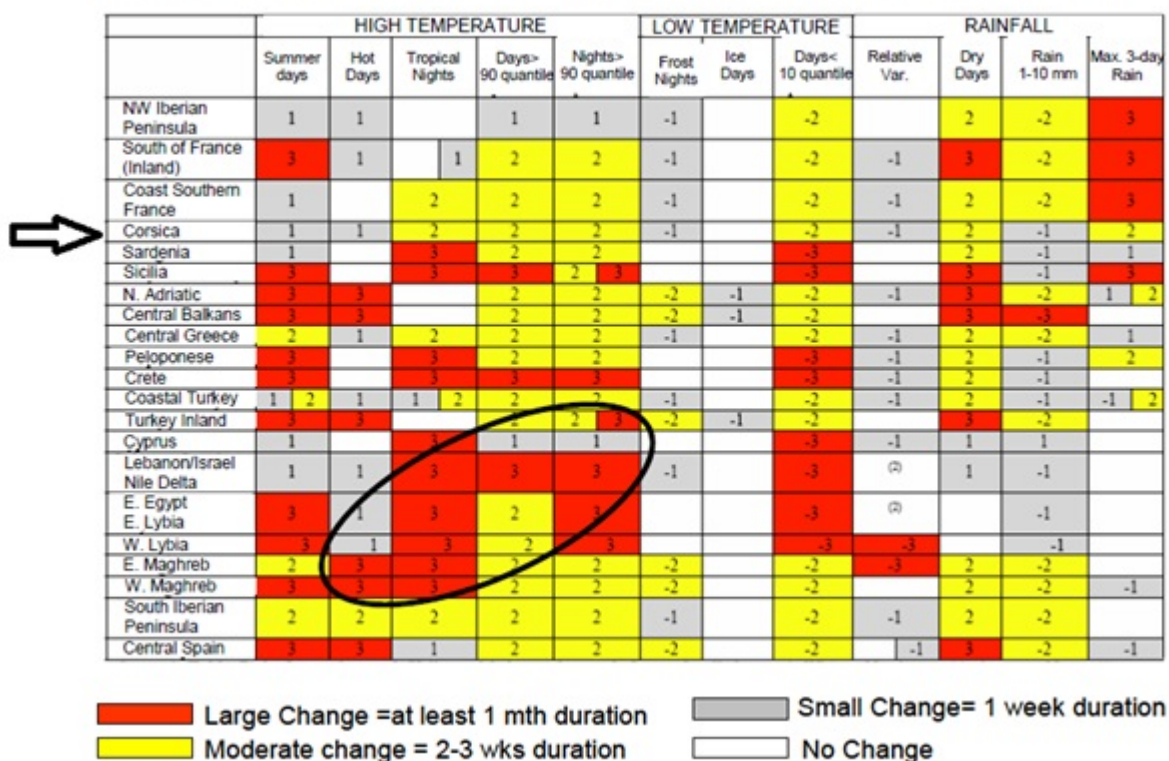 HIGH TEMPERATURE LOW TEMPERATURE RAINFALL
Summer days Hot Days Tropical Nights Days> 90 quantile Nights> 90 quantile Frost Nights Ice Days Days< 10 quantile Relative Var. Dry Days Rain 1-10 mm Max. 3-day Rain
NW Iberian Peninsula 1 1 1 1 -1 -2 2 -2 3
South of France (Inland) 3 1 1 2 2 -1 -2 -1 3 -2 3
Coast Southern France 1 2 2 2 -1 -2 -1 2 -2 3
Corsica 1 1 2 2 2 -1 -2 -1 2 -1 2
Sardenia 1 3 2 2 -3 2 -1 1
Sicilia 3 3 3 2 3 -3 3 -1 3
N. Adriatic 3 3 2 2 -2 -1 -2 -1 3 -2 1 2
Central Balkans 3 3 2 2 -2 -1 -2 3 -3
Central Greece 2 1 2 2 2 -1 -2 -1 2 -2 1
Peloponese 3 3 2 2 -3 -1 2 -1 2
Crete 3 3 3 3 -3 -1 2 -1
Coastal Turkey 1 2 1 1 2 2 2 -1 -2 -1 2 -1 -1 2
Turkey Inland 3 3 2 2 3 -2 -1 -2 3 -2
Cyprus 1 3 1 1 -3 -1 1 1
Lebanon/Israel Nile Delta 1 1 3 3 3 -1 -3 (2) 1 -1
E. Egypt E. Lybia 3 1 3 2 3 -3 (2) -1
W. Lybia 3 1 3 2 3 -3 -3 -1
E. Maghreb 2 3 3 2 2 -2 -2 -3 2 -2
W. Maghreb 3 3 3 2 2 -2 -2 2 -2 -1
South Iberian Peninsula 2 2 2 2 2 -1 -2 -1 2 -2
Central Spain 3 3 1 2 2 -2 -2 -1 3 -2 -1
Large Change =at least 1 mth duration
Moderate change = 2-3 wks duration
Small Change= 1 week duration
No Change